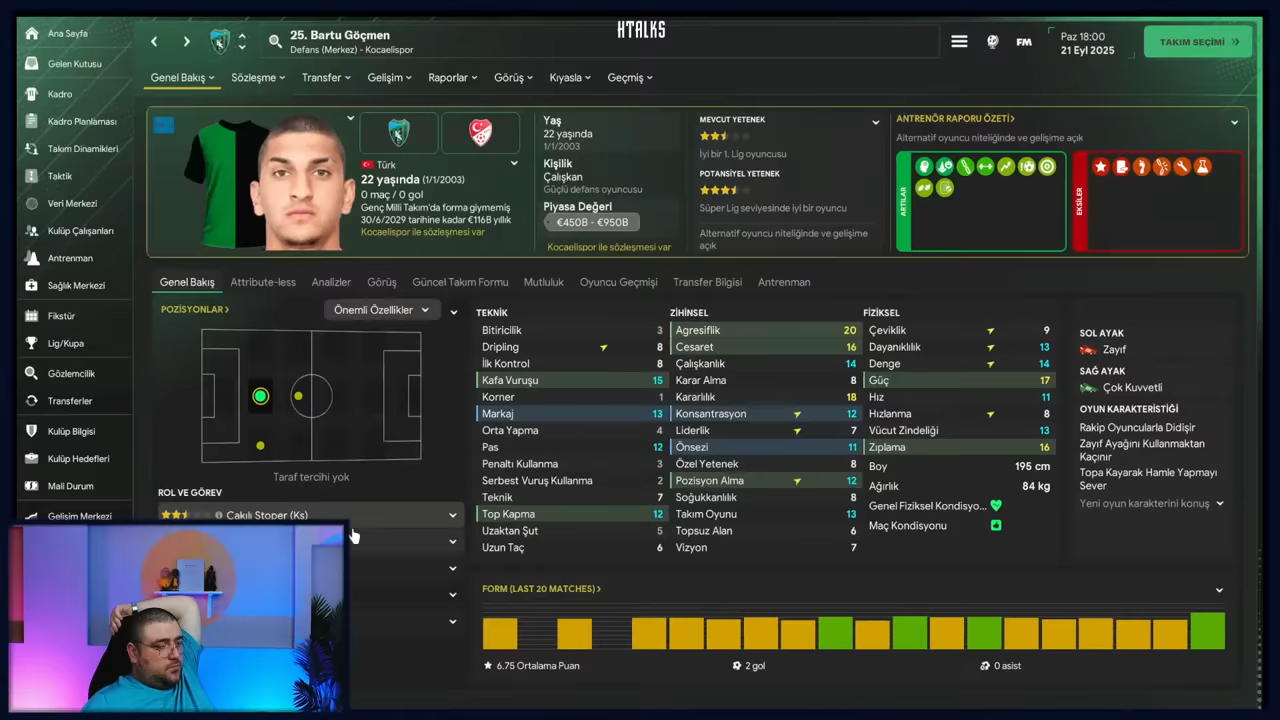 HTALKS
Ana Sayfa
Gelen Kutusu
Kadro
Kadro Planlaması
Takım Dinamikleri
Taktik
Veri Merkezi
Kulüp Çalışanları
Antrenman
Sağlık Merkezi
Fikstür
Lig/Kupa
Gözlemcilik
Transferler
Kulüp Bilgisi
Kulüp Hedefleri
Mali Durum
Gelişim Merkezi
25. Bartu Göçmen
Defans (Merkez) - Kocaelispor
FM
Paz 18:00
21 Eyl 2025
TAKIM SEÇİMİ
Genel Bakış
Sözleşme
Transfer
Gelişim
Raporlar
Görüş
Kıyasla
Geçmiş
Türk
22 yaşında (1/1/2003)
0 maç / 0 gol
Genç Milli Takım'da forma giymemiş
30/6/2029 tarihine kadar €116B yıllık
Kocaelispor ile sözleşmesi var
Yaş
22 yaşında
1/1/2003
Kişilik
Çalışkan
Güçlü defans oyuncusu
Piyasa Değeri
€450B - €950B
Kocaelispor ile sözleşmesi var
MEVCUT YETENEK
İyi bir 1. Lig oyuncusu
POTANSİYEL YETENEK
Süper Lig seviyesinde iyi bir oyuncu
Alternatif oyuncu niteliğinde ve gelişime
açık
ANTRENÖR RAPORU ÖZETİ
Alternatif oyuncu niteliğinde ve gelişime açık
ARTILAR
EKSİLER
Genel Bakış
Attribute-less
Analizler
Görüş
Güncel Takım Formu
Mutluluk
Oyuncu Geçmişi
Transfer Bilgisi
Antrenman
POZİSYONLAR
Önemli Özellikler
Taraf tercihi yok
ROL VE GÖREV
Çakılı Stoper (Ks)
TEKNİK
Bitiricilik 3
Dripling 8
İlk Kontrol 8
Kafa Vuruşu 15
Korner 1
Markaj 13
Orta Yapma 4
Pas 12
Penaltı Kullanma 3
Serbest Vuruş Kullanma 2
Teknik 7
Top Kapma 12
Uzaktan Şut 5
Uzun Taç 6
ZİHİNSEL
Agresiflik 20
Cesaret 16
Çalışkanlık 14
Karar Alma 8
Kararlılık 18
Konsantrasyon 12
Liderlik 7
Önsezi 11
Özel Yetenek 8
Pozisyon Alma 12
Soğukkanlılık 8
Takım Oyunu 13
Topsuz Alan 6
Vizyon 7
FİZİKSEL
Çeviklik 9
Dayanıklılık 13
Denge 14
Güç 17
Hız 11
Hızlanma 8
Vücut Zindeliği 13
Zıplama 16
Boy 195 cm
Ağırlık 84 kg
Genel Fiziksel Kondisyo...
Maç Kondisyonu
SOL AYAK
Zayıf
SAĞ AYAK
Çok Kuvvetli
OYUN KARAKTERİSTİĞİ
Rakip Oyuncularla Didişir
Zayıf Ayağını Kullanmaktan
Kaçınır
Topa Kayarak Hamle Yapmayı
Sever
Yeni oyun karakterini konuş
FORM (LAST 20 MATCHES)
6.75 Ortalama Puan
2 gol
0 asist